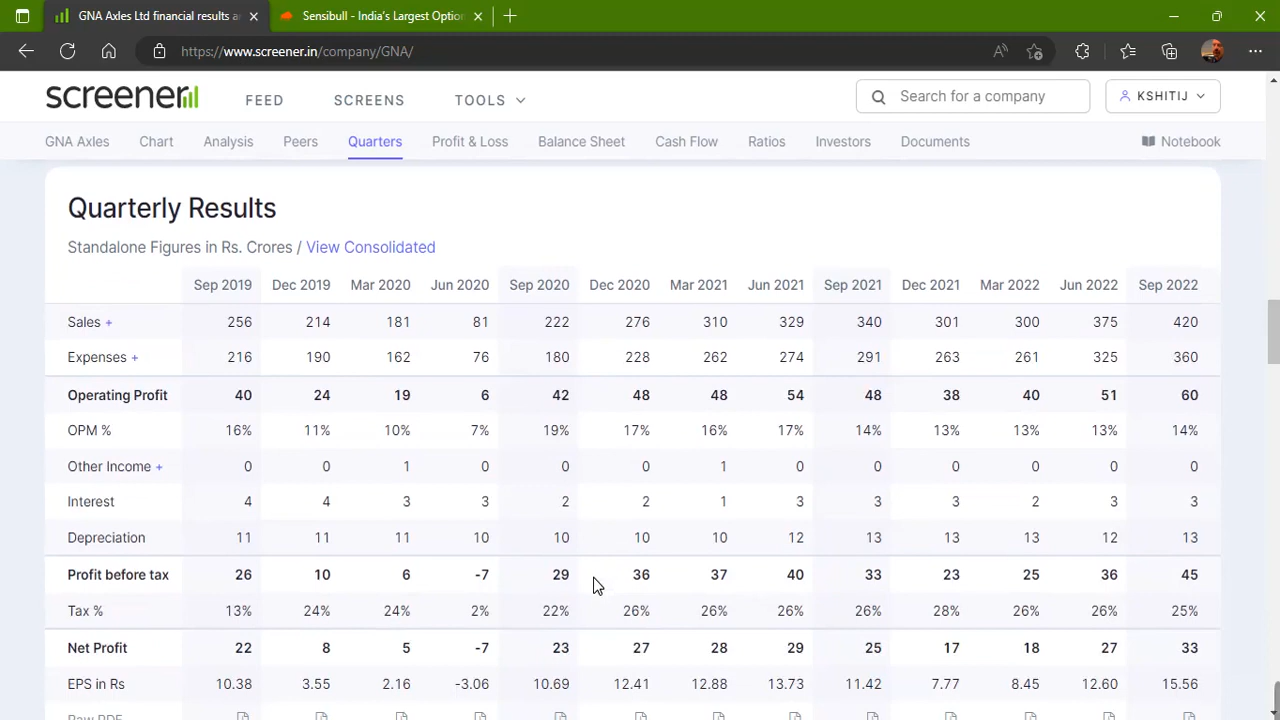 GNA Axles Ltd financial results a
Sensibull - India's Largest Option
https://www.screener.in/company/GNA/
screener
FEED SCREENS TOOLS
Search for a company
KSHITIJ
GNA Axles Chart Analysis Peers Quarters Profit & Loss Balance Sheet Cash Flow Ratios Investors Documents Notebook
Quarterly Results
Standalone Figures in Rs. Crores / View Consolidated
Sep 2019 Dec 2019 Mar 2020 Jun 2020 Sep 2020 Dec 2020 Mar 2021 Jun 2021 Sep 2021 Dec 2021 Mar 2022 Jun 2022 Sep 2022
Sales + 256 214 181 81 222 276 310 329 340 301 300 375 420
Expenses + 216 190 162 76 180 228 262 274 291 263 261 325 360
Operating Profit 40 24 19 6 42 48 48 54 48 38 40 51 60
OPM % 16% 11% 10% 7% 19% 17% 16% 17% 14% 13% 13% 13% 14%
Other Income + 0 0 1 0 0 0 1 0 0 0 0 0 0
Interest 4 4 3 3 2 2 1 3 3 3 2 3 3
Depreciation 11 11 11 10 10 10 10 12 13 13 13 12 13
Profit before tax 26 10 6 -7 29 36 37 40 33 23 25 36 45
Tax % 13% 24% 24% 2% 22% 26% 26% 26% 26% 28% 26% 26% 25%
Net Profit 22 8 5 -7 23 27 28 29 25 17 18 27 33
EPS in Rs 10.38 3.55 2.16 -3.06 10.69 12.41 12.88 13.73 11.42 7.77 8.45 12.60 15.56
Raw PDF